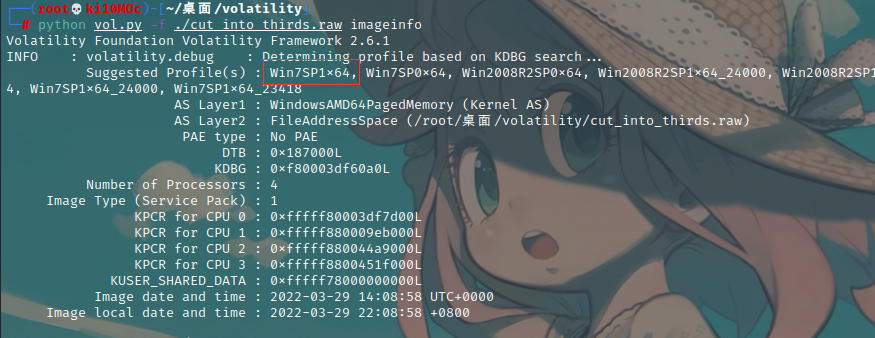 ┌──(root💀ki10MOc)-[~/桌面/volatility]
└─# python vol.py -f ./cut_into_thirds.raw imageinfo
Volatility Foundation Volatility Framework 2.6.1
INFO    : volatility.debug    : Determining profile based on KDBG search...
Suggested Profile(s) : Win7SP1x64, Win7SP0x64, Win2008R2SP0x64, Win2008R2SP1x64_24000, Win2008R2SP1
4, Win7SP1x64_24000, Win7SP1x64_23418
AS Layer1 : WindowsAMD64PagedMemory (Kernel AS)
AS Layer2 : FileAddressSpace (/root/桌面/volatility/cut_into_thirds.raw)
PAE type : No PAE
DTB : 0x187000L
KDBG : 0xf80003df60a0L
Number of Processors : 4
Image Type (Service Pack) : 1
KPCR for CPU 0 : 0xfffff80003df7d00L
KPCR for CPU 1 : 0xfffff880009eb000L
KPCR for CPU 2 : 0xfffff880044a9000L
KPCR for CPU 3 : 0xfffff8800451f000L
KUSER_SHARED_DATA : 0xfffff78000000000L
Image date and time : 2022-03-29 14:08:58 UTC+0000
Image local date and time : 2022-03-29 22:08:58 +0800